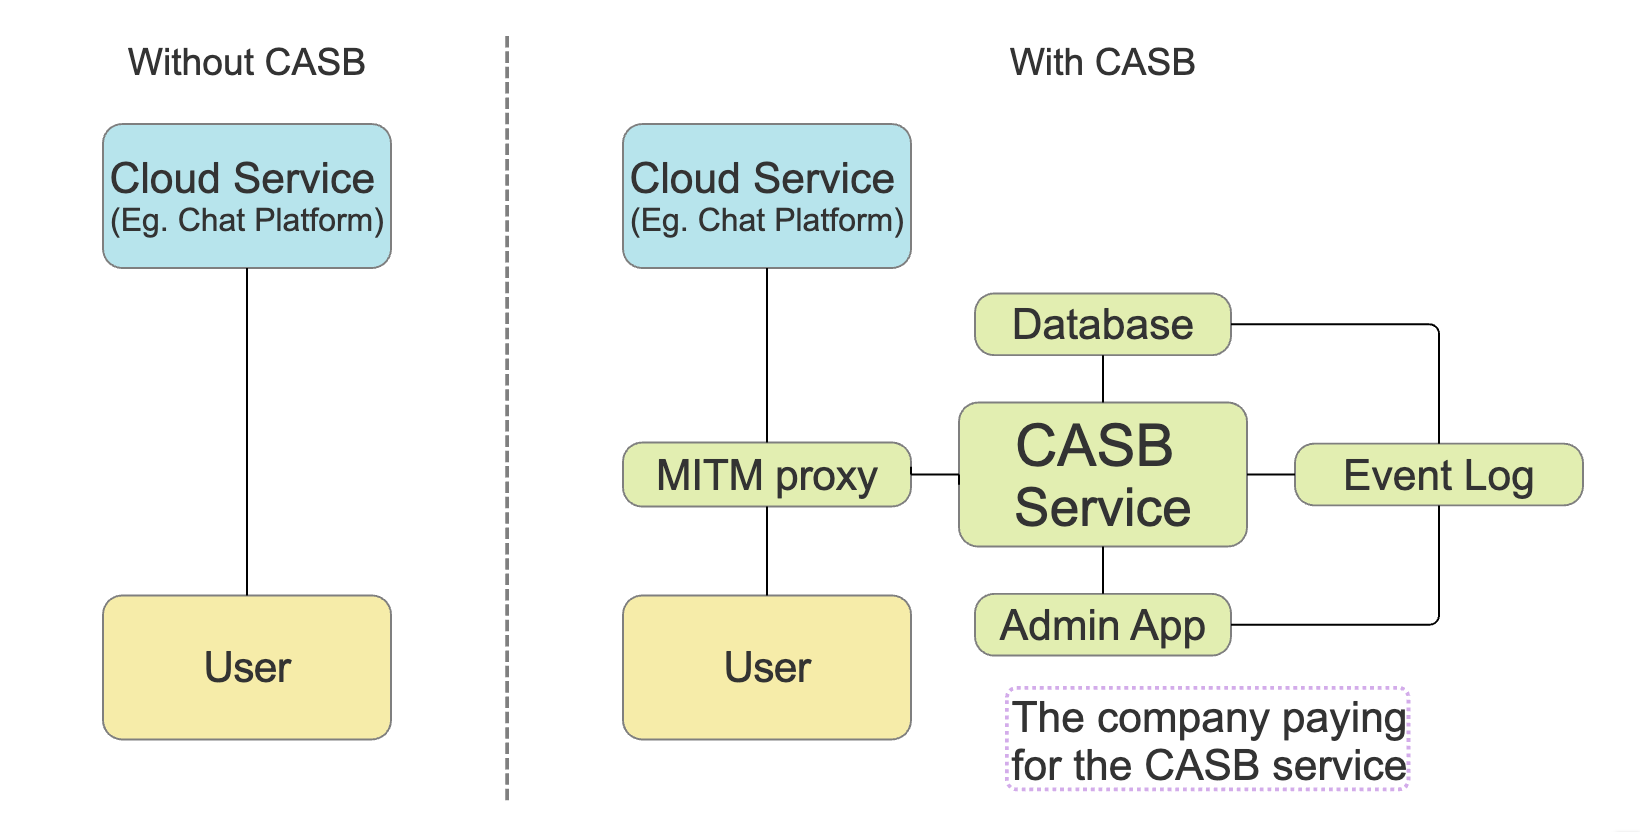 Without CASB
Cloud Service
(Eg. Chat Platform)
User
With CASB
Cloud Service
(Eg. Chat Platform)
MITM proxy
User
Database
CASB
Service
Event Log
Admin App
The company paying
for the CASB service